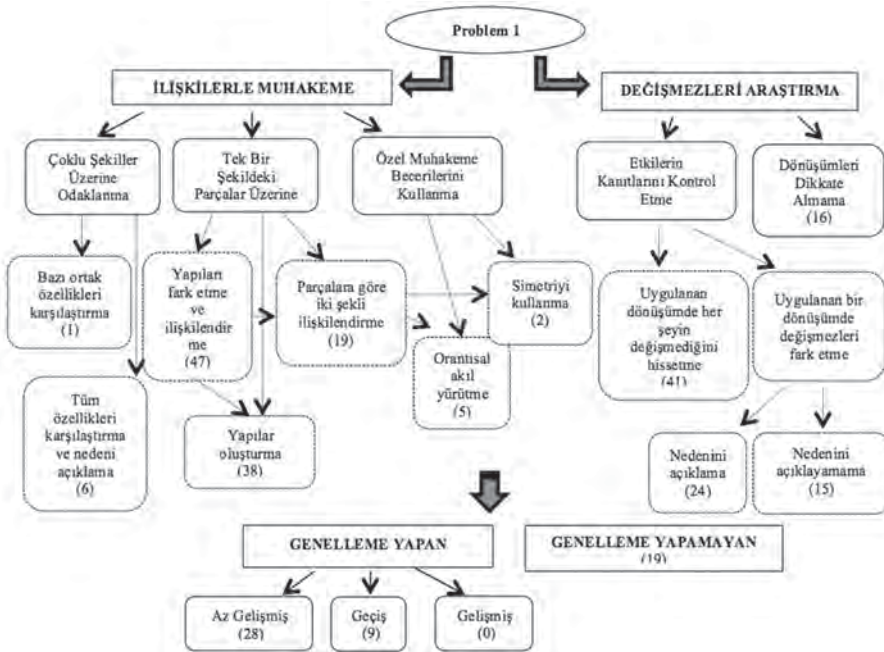 Problem 1
İLİŞKİLERLE MUHAKEME
DEĞİŞMEZLERİ ARAŞTIRMA
Çoklu Şekiller
Üzerine
Odaklanma
Tek Bir
Şekildeki
Parçalar Üzerine
Özel Muhakeme
Becerilerini
Kullanma
Etkilerin
Kanıtlarını Kontrol
Etme
Dönüşümleri
Dikkate
Almama
(16)
Bazı ortak
özellikleri
karşılaştırma
(1)
Yapıları
fark etme
ve
ilişkilendir
me
(47)
Parçalara göre
iki şekli
ilişkilendirme
(19)
Simetriyi
kullanma
(2)
Orantısal
akıl
yürütme
(5)
Uygulanan
dönüşümde her
şeyin
değişmediğini
hissetme
(41)
Uygulanan bir
dönüşümde
değişmezleri
fark etme
Tüm
özellikleri
karşılaştırma
ve nedeni
açıklama
(6)
Yapılar
oluşturma
(38)
Nedenini
açıklama
(24)
Nedenini
açıklayamama
(15)
GENELLEME YAPAN
GENELLEME YAPAMAYAN
(19)
Az Gelişmiş
(28)
Geçiş
(9)
Gelişmiş
(0)